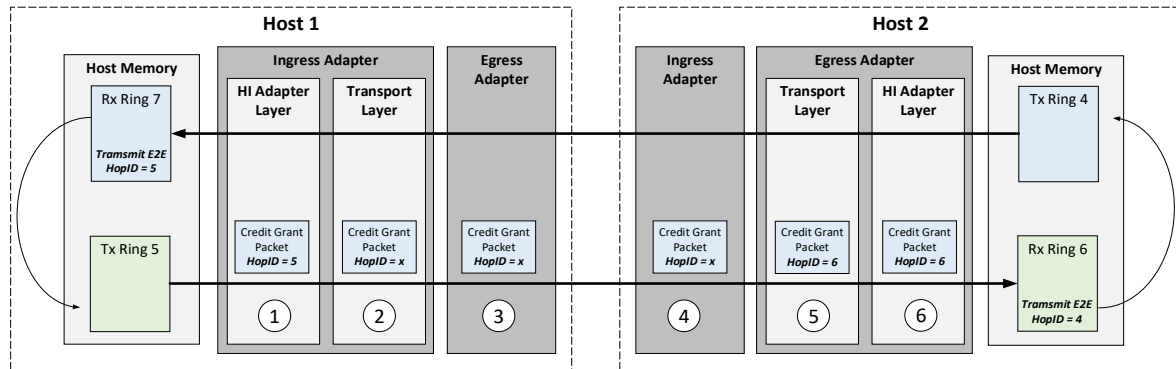 Host 1
Host Memory
Rx Ring 7
Tramsmit E2E
HopID = 5
Tx Ring 5
Ingress Adapter
HI Adapter
Layer
Credit Grant
Packet
HopID = 5
1
Transport
Layer
Credit Grant
Packet
HopID = x
2
Egress
Adapter
Credit Grant
Packet
HopID = x
3
Host 2
Ingress
Adapter
Credit Grant
Packet
HopID = x
4
Egress Adapter
Transport
Layer
Credit Grant
Packet
HopID = 6
5
HI Adapter
Layer
Credit Grant
Packet
HopID = 6
6
Host Memory
Tx Ring 4
Rx Ring 6
Tramsmit E2E
HopID = 4